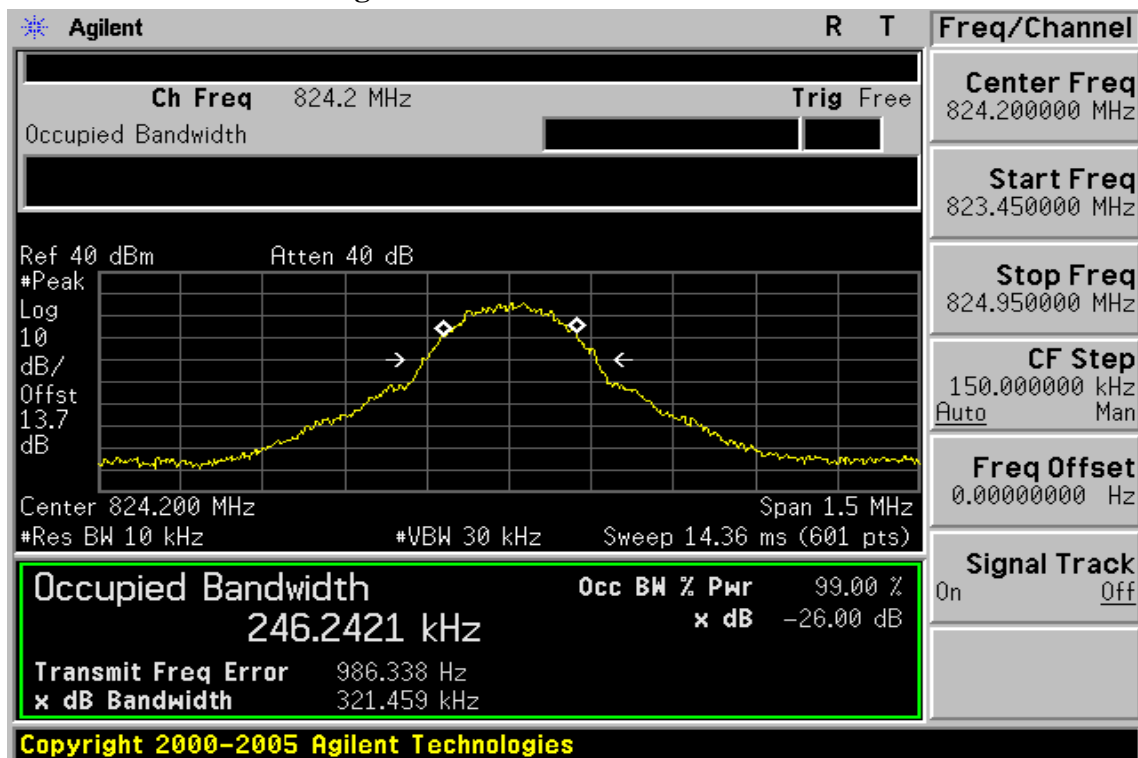 Agilent R T Freq/Channel
Ch Freq 824.2 MHz Trig Free
Occupied Bandwidth
Ref 40 dBm Atten 40 dB
#Peak
Log
10
dB/
Offst
13.7
dB
Center 824.200 MHz Span 1.5 MHz
#Res BW 10 kHz #VBW 30 kHz Sweep 14.36 ms (601 pts)
Occupied Bandwidth
246.2421 kHz
Occ BW % Pwr 99.00 %
x dB -26.00 dB
Transmit Freq Error 986.338 Hz
x dB Bandwidth 321.459 kHz
Copyright 2000-2005 Agilent Technologies
Center Freq
824.200000 MHz
Start Freq
823.450000 MHz
Stop Freq
824.950000 MHz
CF Step
150.000000 kHz
Auto Man
Freq Offset
0.00000000 Hz
Signal Track
On Off